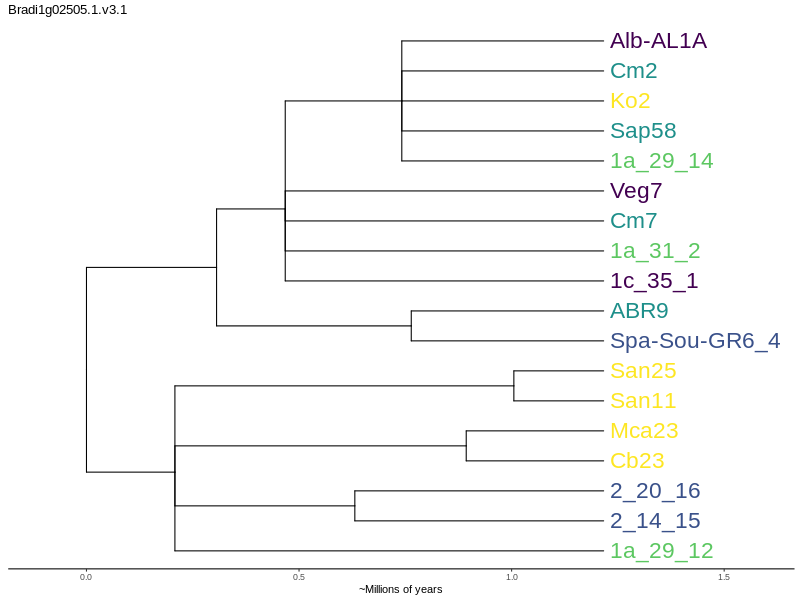 Bradi1g02505.1.v3.1
Alb-AL1A
Cm2
Ko2
Sap58
1a_29_14
Veg7
Cm7
1a_31_2
1c_35_1
ABR9
Spa-Sou-GR6_4
San25
San11
Mca23
Cb23
2_20_16
2_14_15
1a_29_12
0.0 0.5 1.0 1.5
~Millions of years